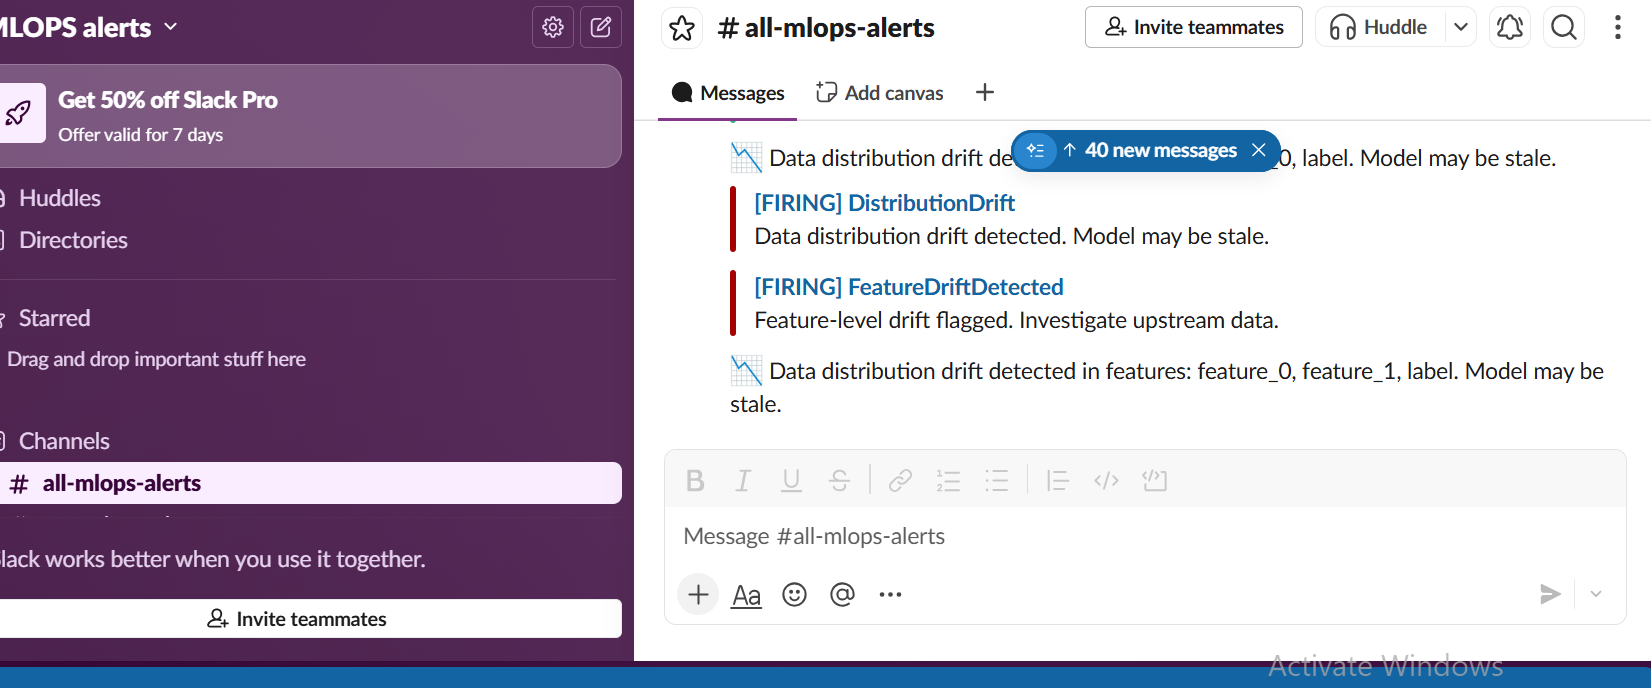 MLOPS alerts
Get 50% off Slack Pro
Offer valid for 7 days
Huddles
Directories
Starred
Drag and drop important stuff here
Channels
# all-mlops-alerts
lack works better when you use it together.
Invite teammates
# all-mlops-alerts
Invite teammates
Huddle
Messages
Add canvas
↑ 40 new messages
Data distribution drift de 0, label. Model may be stale.
[FIRING] DistributionDrift
Data distribution drift detected. Model may be stale.
[FIRING] FeatureDriftDetected
Feature-level drift flagged. Investigate upstream data.
Data distribution drift detected in features: feature_0, feature_1, label. Model may be
stale.
Message #all-mlops-alerts
Aa
Activate Windows